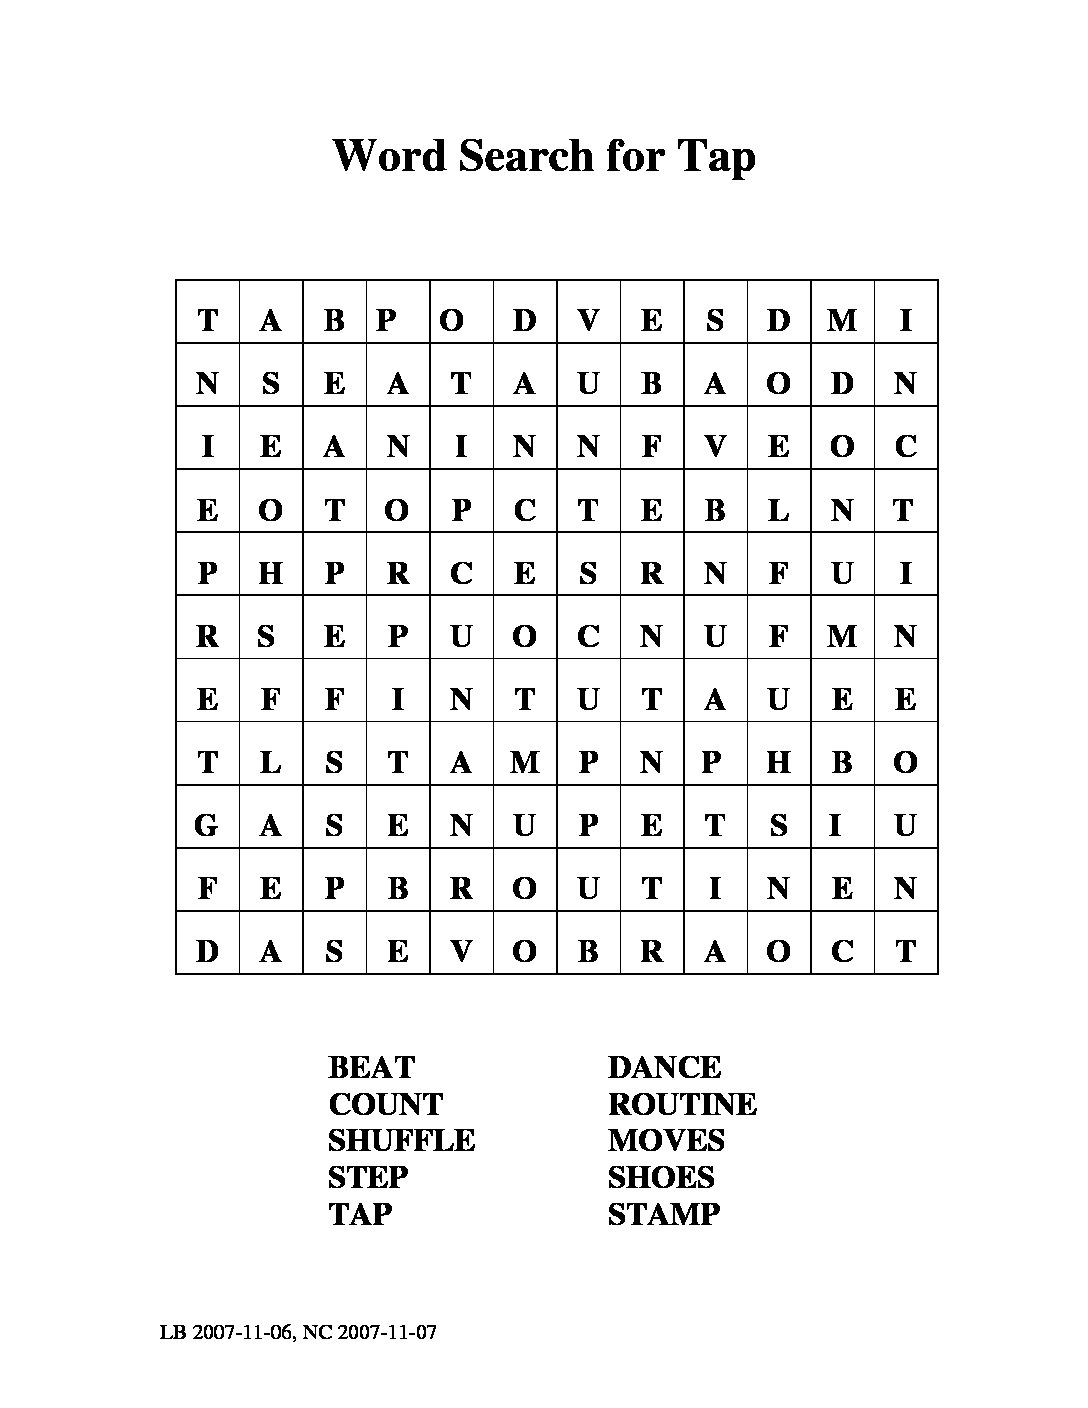 Word Search for Tap
T A B P O D V E S D M I
N S E A T A U B A O D N
I E A N I N N F V E O C
E O T O P C T E B L N T
P H P R C E S R N F U I
R S E P U O C N U F M N
E F F I N T U T A U E E
T L S T A M P N P H B O
G A S E N U P E T S I U
F E P B R O U T I N E N
D A S E V O B R A O C T
BEAT DANCE
COUNT ROUTINE
SHUFFLE MOVES
STEP SHOES
TAP STAMP
LB 2007-11-06, NC 2007-11-07